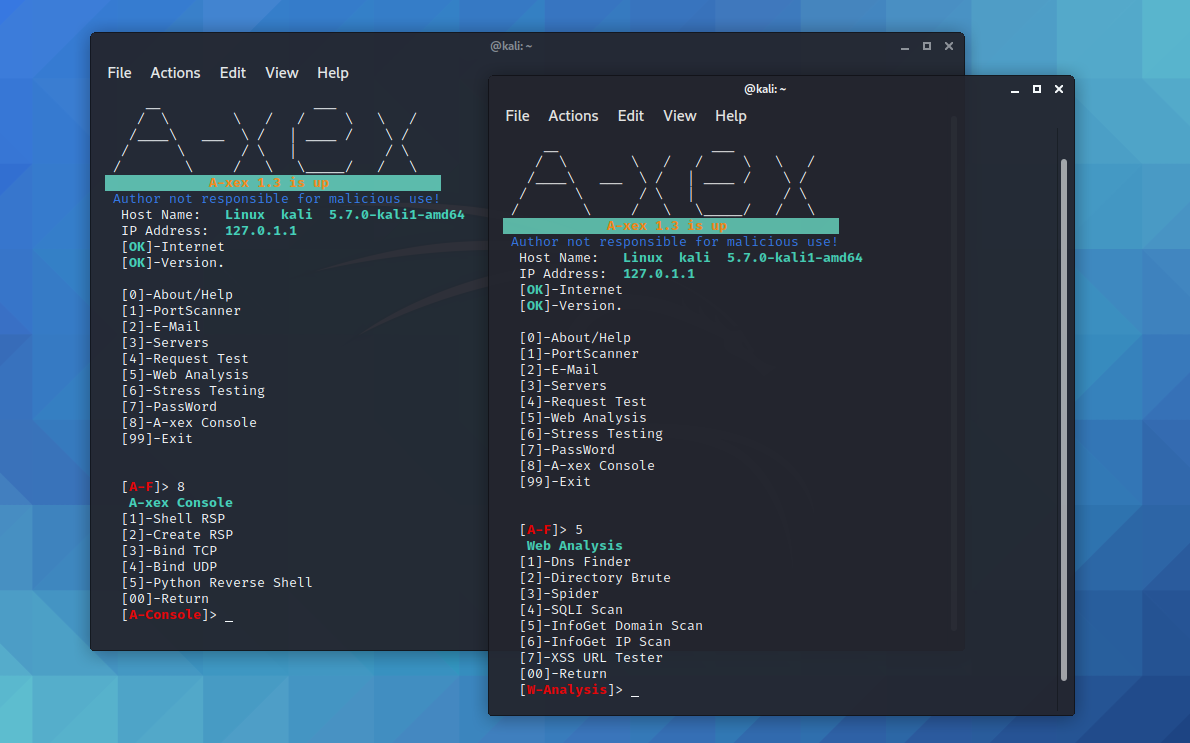 @kali: ~
File Actions Edit View Help
A-xex
A-xex 1.3 is up
Author not responsible for malicious use!
Host Name: Linux kali 5.7.0-kali1-amd64
IP Address: 127.0.1.1
[OK]-Internet
[OK]-Version.
[0]-About/Help
[1]-PortScanner
[2]-E-Mail
[3]-Servers
[4]-Request Test
[5]-Web Analysis
[6]-Stress Testing
[7]-PassWord
[8]-A-xex Console
[99]-Exit
[A-F]> 8
A-xex Console
[1]-Shell RSP
[2]-Create RSP
[3]-Bind TCP
[4]-Bind UDP
[5]-Python Reverse Shell
[00]-Return
[A-Console]> _
@kali: ~
File Actions Edit View Help
A-xex
A-xex 1.3 is up
Author not responsible for malicious use!
Host Name: Linux kali 5.7.0-kali1-amd64
IP Address: 127.0.1.1
[OK]-Internet
[OK]-Version.
[0]-About/Help
[1]-PortScanner
[2]-E-Mail
[3]-Servers
[4]-Request Test
[5]-Web Analysis
[6]-Stress Testing
[7]-PassWord
[8]-A-xex Console
[99]-Exit
[A-F]> 5
Web Analysis
[1]-Dns Finder
[2]-Directory Brute
[3]-Spider
[4]-SQLI Scan
[5]-InfoGet Domain Scan
[6]-InfoGet IP Scan
[7]-XSS URL Tester
[00]-Return
[W-Analysis]> _